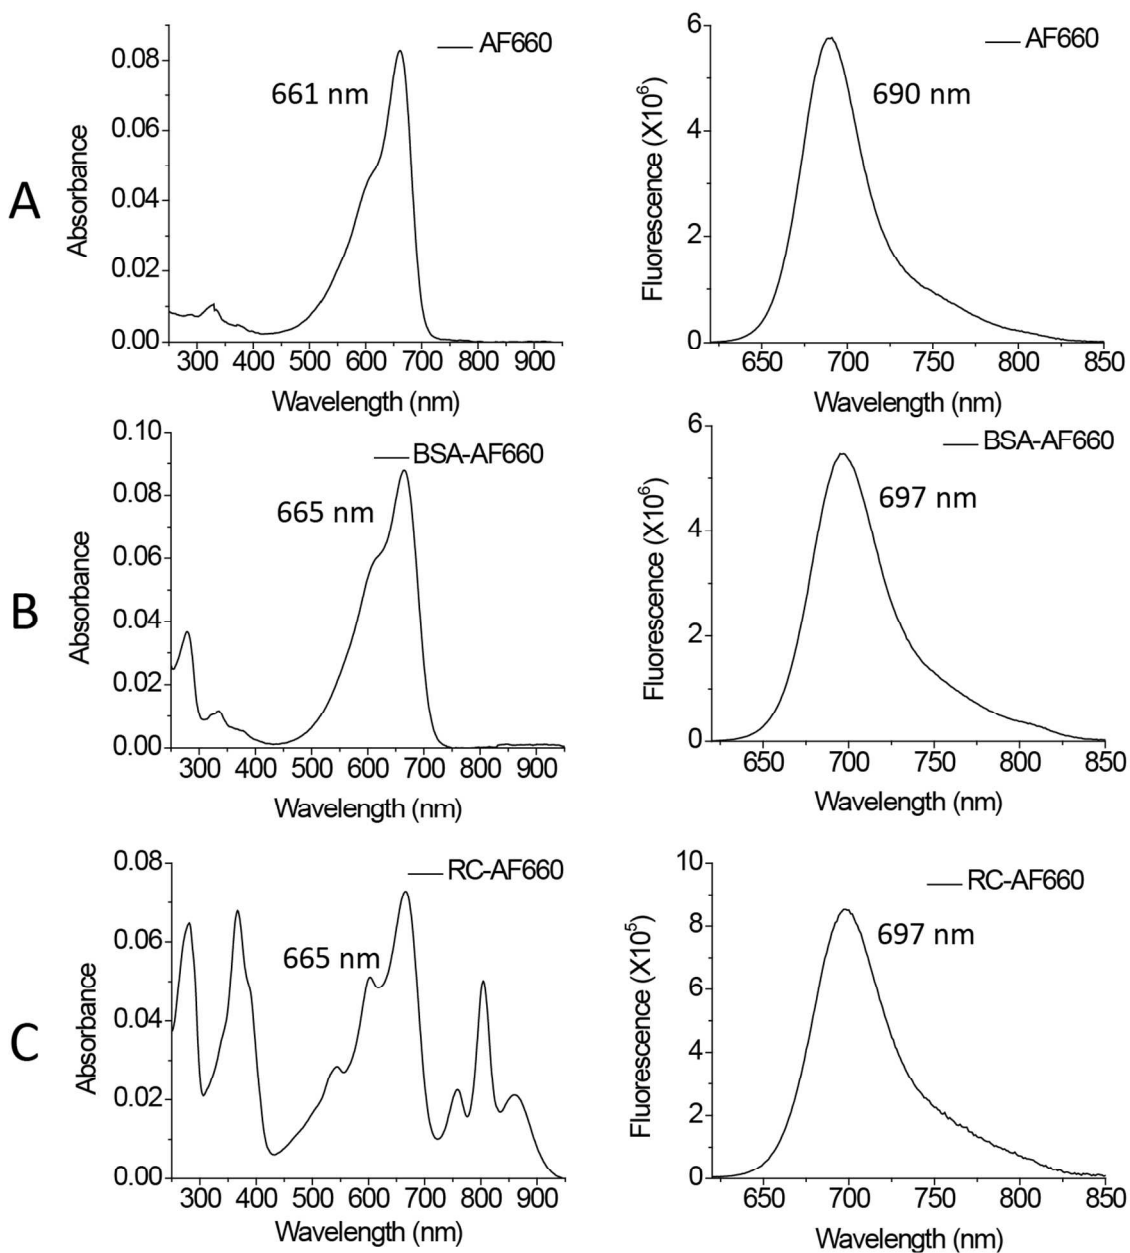 A
AF660
661 nm
Absorbance
0.08
0.06
0.04
0.02
0.00
300 400 500 600 700 800 900
Wavelength (nm)
AF660
690 nm
Fluorescence (X10⁶)
6
4
2
0
650 700 750 800 850
Wavelength (nm)
B
BSA-AF660
665 nm
Absorbance
0.10
0.08
0.06
0.04
0.02
0.00
300 400 500 600 700 800 900
Wavelength (nm)
BSA-AF660
697 nm
Fluorescence (X10⁶)
6
4
2
0
650 700 750 800 850
Wavelength (nm)
C
RC-AF660
665 nm
Absorbance
0.08
0.06
0.04
0.02
0.00
300 400 500 600 700 800 900
Wavelength (nm)
RC-AF660
697 nm
Fluorescence (X10⁵)
10
8
6
4
2
0
650 700 750 800 850
Wavelength (nm)